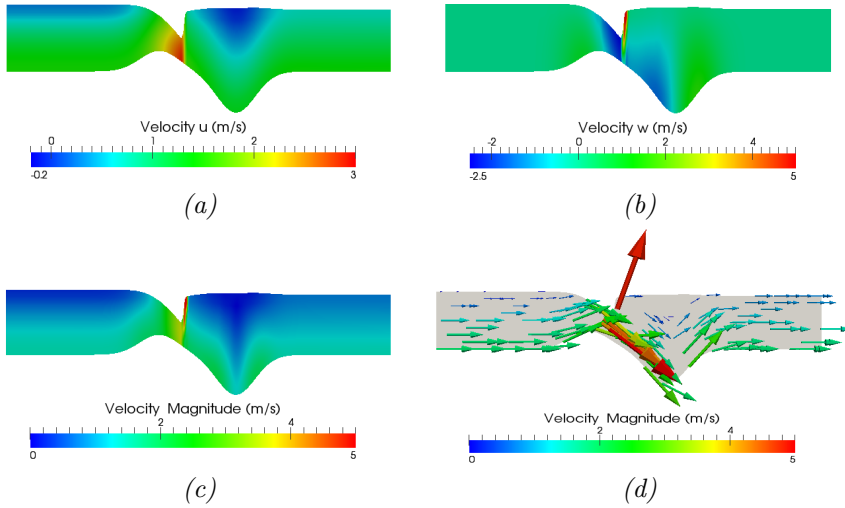 Velocity u (m/s)
0 1 2
-0.2 3
(a)
Velocity w (m/s)
-2 0 2 4
-2.5 5
(b)
Velocity Magnitude (m/s)
2 4
0 5
(c)
Velocity Magnitude (m/s)
2 4
0 5
(d)